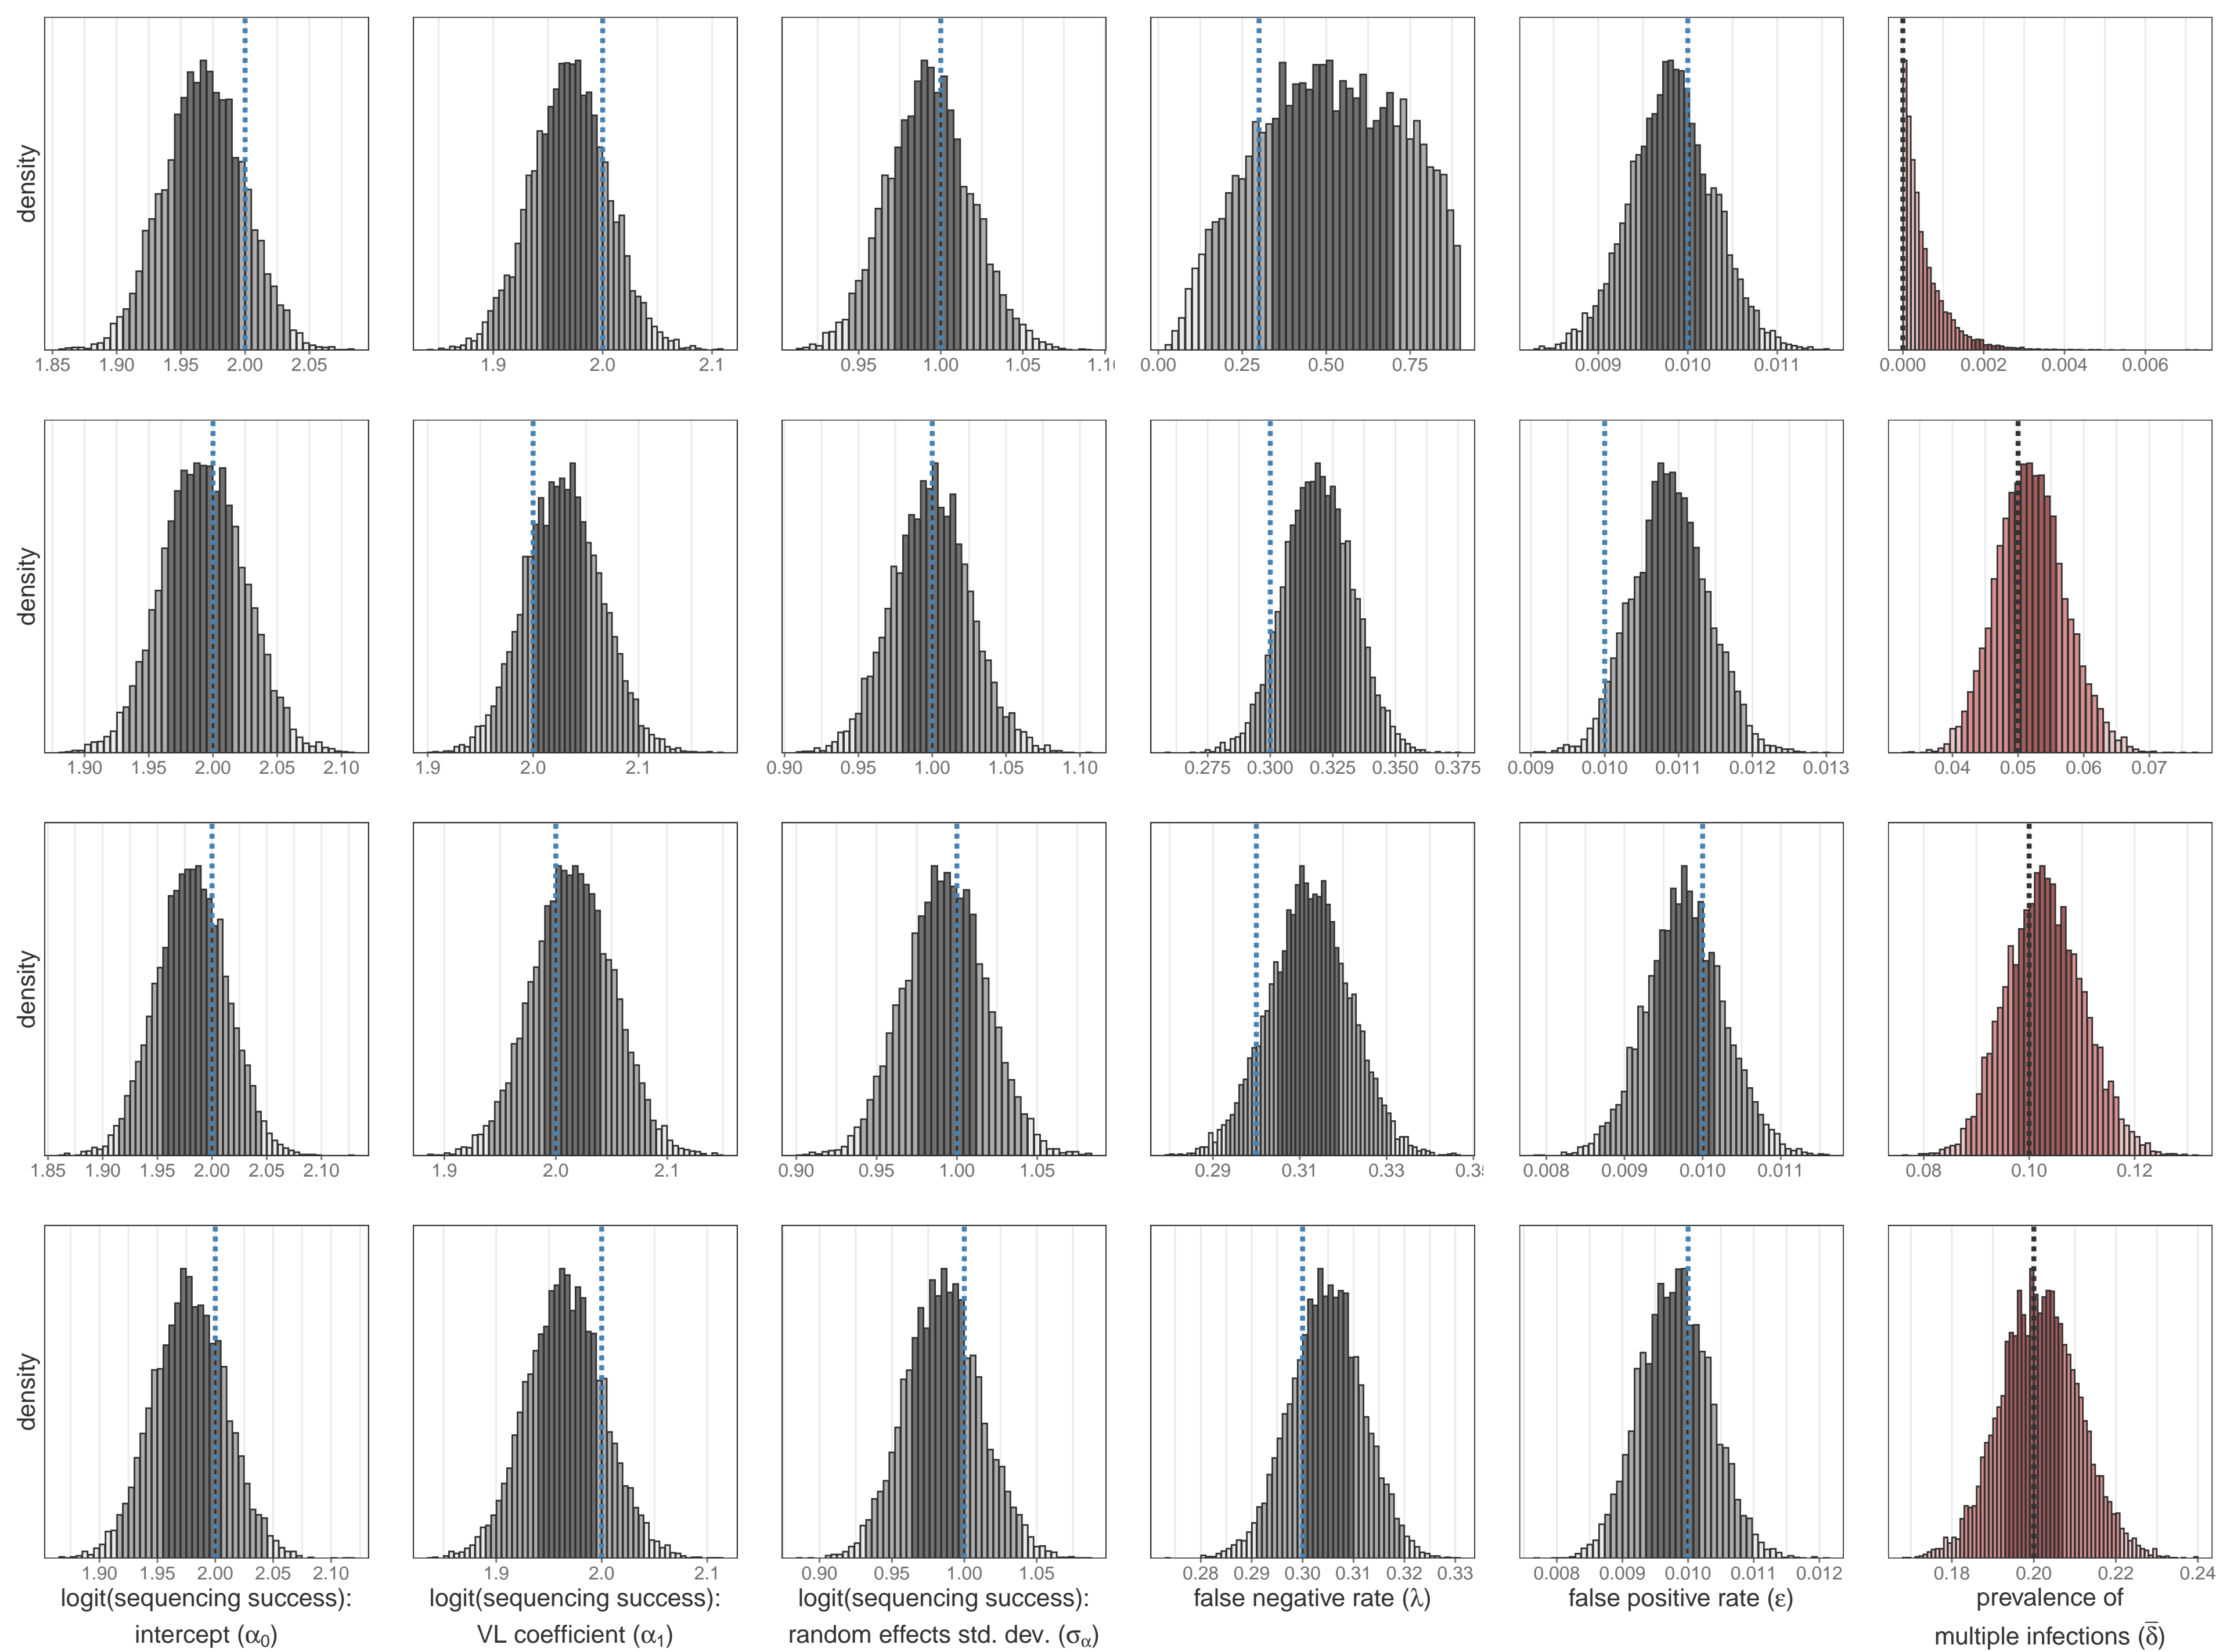 density
1.85 1.90 1.95 2.00 2.05
1.9 2.0 2.1
0.95 1.00 1.05 1.10
0.00 0.25 0.50 0.75
0.009 0.010 0.011
0.000 0.002 0.004 0.006
density
1.90 1.95 2.00 2.05 2.10
1.9 2.0 2.1
0.90 0.95 1.00 1.05 1.10
0.275 0.300 0.325 0.350 0.375
0.009 0.010 0.011 0.012 0.013
0.04 0.05 0.06 0.07
density
1.85 1.90 1.95 2.00 2.05 2.10
1.9 2.0 2.1
0.90 0.95 1.00 1.05
0.29 0.31 0.33
0.008 0.009 0.010 0.011
0.08 0.10 0.12
density
1.90 1.95 2.00 2.05 2.10
1.9 2.0 2.1
0.90 0.95 1.00 1.05
0.28 0.29 0.30 0.31 0.32 0.33
0.008 0.009 0.010 0.011 0.012
0.18 0.20 0.22 0.24
logit(sequencing success):
intercept (α₀)
logit(sequencing success):
VL coefficient (α₁)
logit(sequencing success):
random effects std. dev. (σα)
false negative rate (λ)
false positive rate (ε)
prevalence of
multiple infections (δ̅)